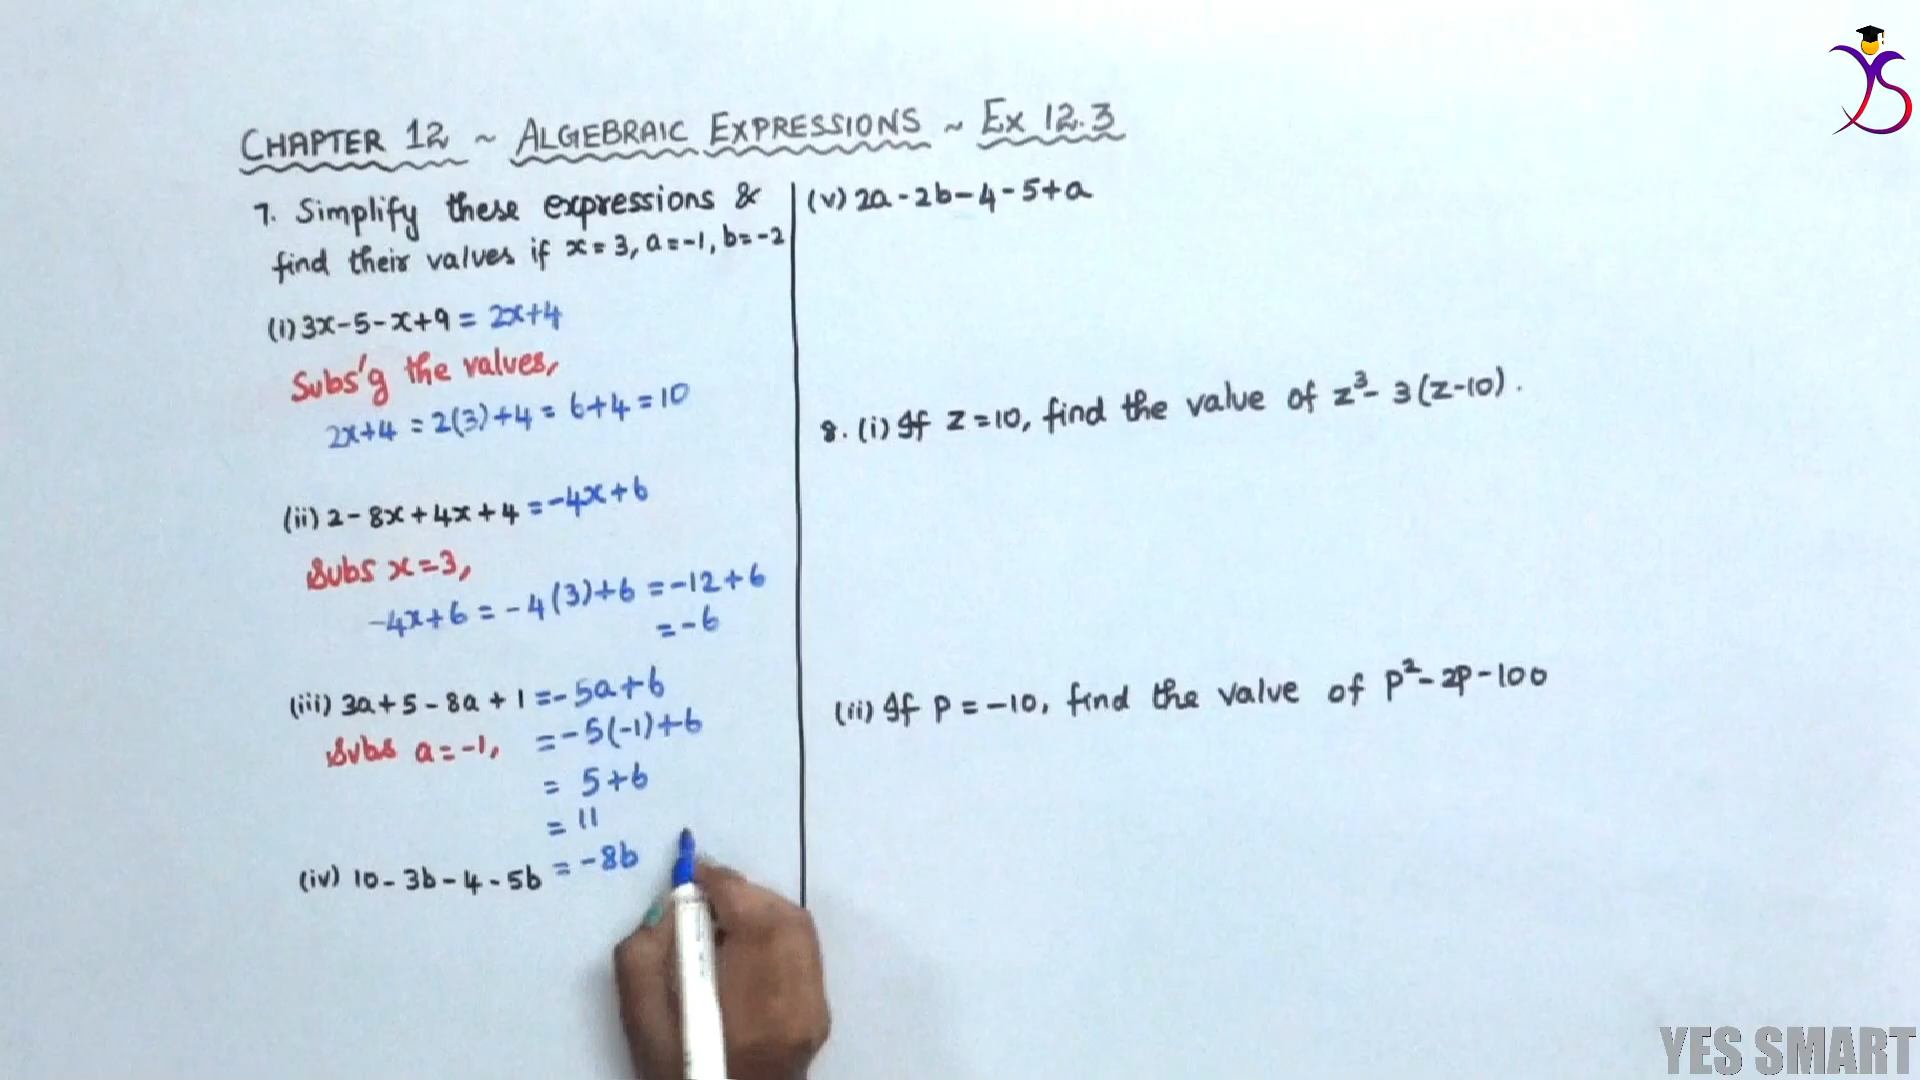 CHAPTER 12 ~ ALGEBRAIC EXPRESSIONS ~ Ex 12.3
7. Simplify these expressions &
find their values if x = 3, a = -1, b = -2
(i) 3x - 5 - x + 9 = 2x+4
Subs'g the values,
2x+4 = 2(3)+4 = 6+4 = 10
(ii) 2 - 8x + 4x + 4 = -4x+6
Subs x=3,
-4x+6 = -4(3)+6 = -12+6
= -6
(iii) 3a + 5 - 8a + 1 = -5a+6
Subs a = -1, = -5(-1)+6
= 5+6
= 11
(iv) 10 - 3b - 4 - 5b = -8b
(v) 2a - 2b - 4 - 5 + a
8. (i) If z = 10, find the value of z³ - 3(z-10).
(ii) If p = -10, find the value of p² - 2p - 100
YS
YES SMART